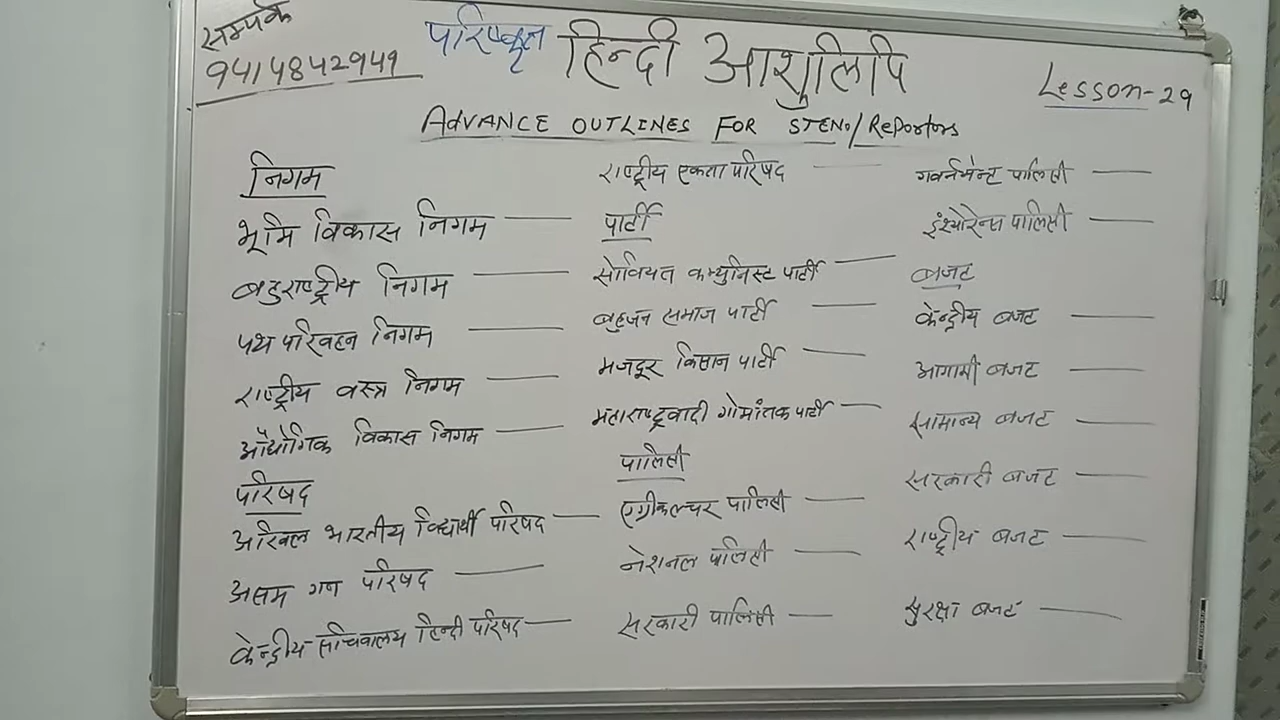 सम्पर्क
9414842949
परिष्कृत हिन्दी आशुलिपि
Lesson-29
ADVANCE OUTLINES FOR STENO/Reporters
निगम
भूमि विकास निगम
बहुराष्ट्रीय निगम
पथ परिवहन निगम
राष्ट्रीय वस्त्र निगम
औद्योगिक विकास निगम
परिषद
अखिल भारतीय विद्यार्थी परिषद
असम गन परिषद
केन्द्रीय सचिवालय हिन्दी परिषद
राष्ट्रीय एकता परिषद
पार्टी
सोवियत कम्युनिस्ट पार्टी
बहुजन समाज पार्टी
मजदूर किसान पार्टी
महाराष्ट्रवादी गोमांतक पार्टी
पालिसी
एग्रीकल्चर पालिसी
नेशनल पालिसी
सरकारी पालिसी
गवर्नमेन्ट पालिसी
इंश्योरेन्स पालिसी
बजट
केन्द्रीय बजट
आगामी बजट
सामान्य बजट
सरकारी बजट
राष्ट्रीय बजट
सुरक्षा बजट